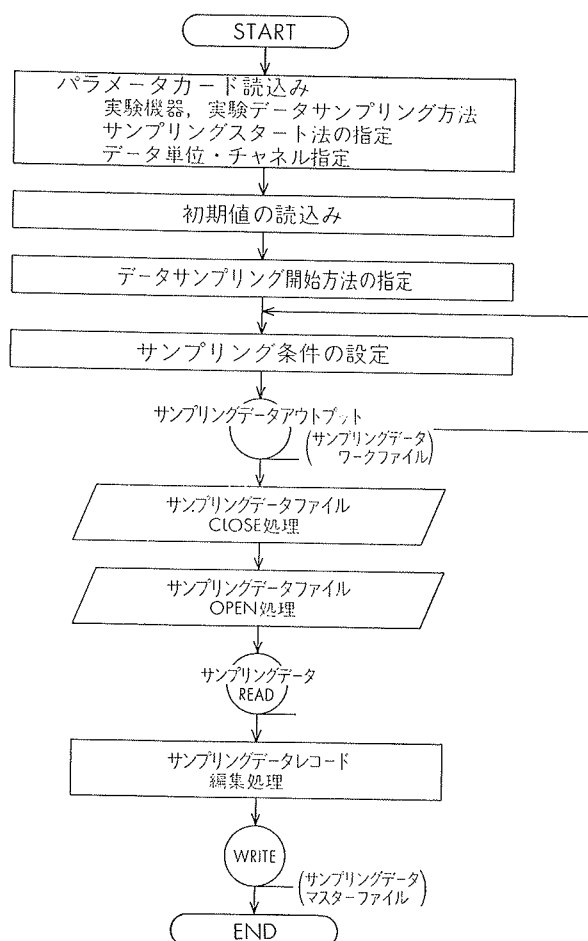 START
パラメータカード読込み
実験機器，実験データサンプリング方法
サンプリングスタート法の指定
データ単位・チャネル指定
初期値の読込み
データサンプリング開始方法の指定
サンプリング条件の設定
サンプリングデータアウトプット
(サンプリングデータ
ワークファイル)
サンプリングデータファイル
CLOSE処理
サンプリングデータファイル
OPEN処理
サンプリングデータ
READ
サンプリングデータレコード
編集処理
WRITE
(サンプリングデータ
マスターファイル)
END